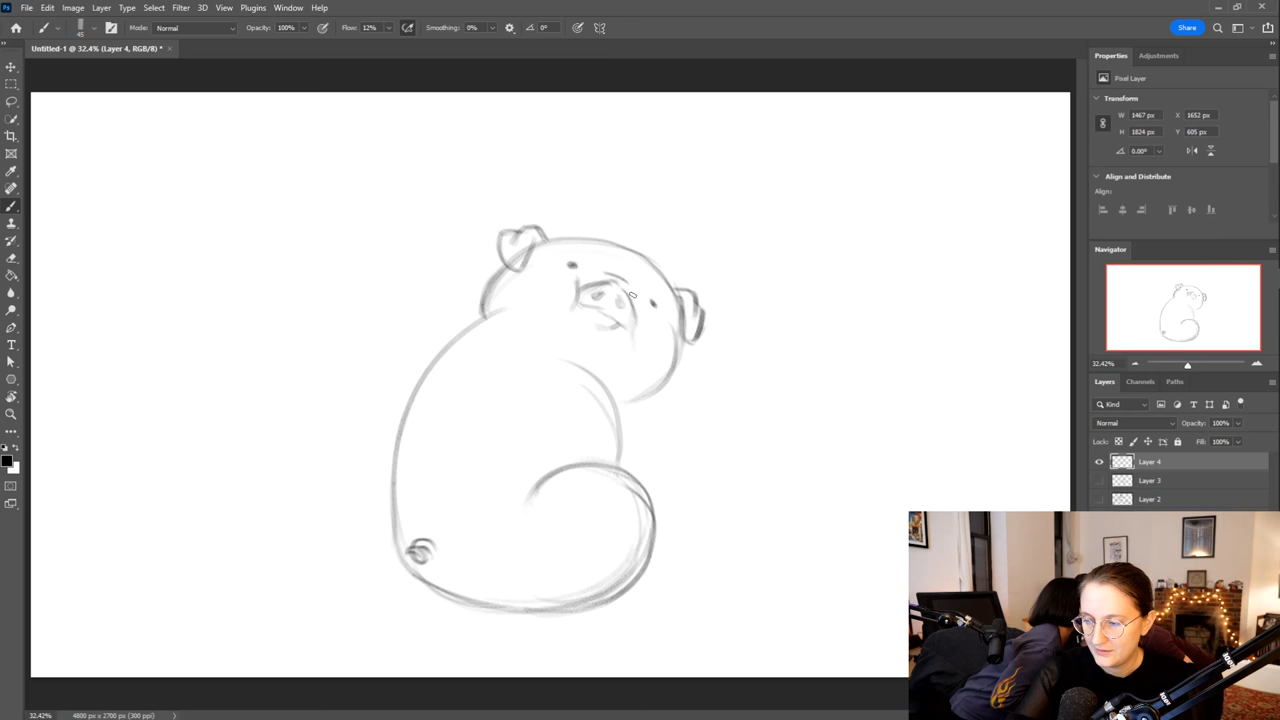 File Edit Image Layer Type Select Filter 3D View Plugins Window Help
45 Mode: Normal Opacity: 100% Flow: 12% Smoothing: 0% 0° Share
Untitled-1 @ 32.4% (Layer 4, RGB/8) * ×
Properties Adjustments
Pixel Layer
Transform
W 1467 px X 1652 px
H 1824 px Y 605 px
0.00°
Align and Distribute
Align:
Navigator
32.42%
Layers Channels Paths
Kind
Normal Opacity: 100%
Lock: Fill: 100%
Layer 4
Layer 3
Layer 2
32.42% 4800 px x 2700 px (300 ppi)